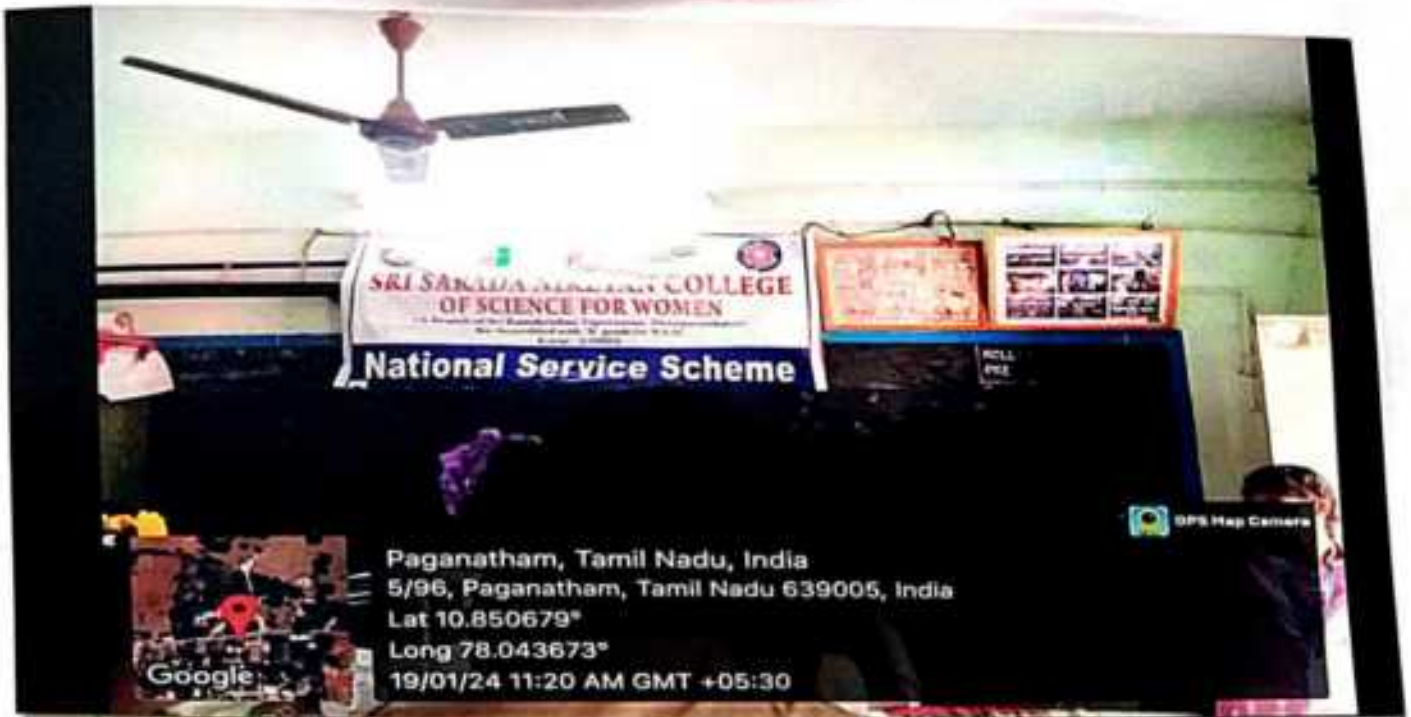 SRI SARADA NIKETAN COLLEGE
OF SCIENCE FOR WOMEN
National Service Scheme
GPS Map Camera
Paganatham, Tamil Nadu, India
5/96, Paganatham, Tamil Nadu 639005, India
Lat 10.850679°
Long 78.043673°
19/01/24 11:20 AM GMT +05:30
Google